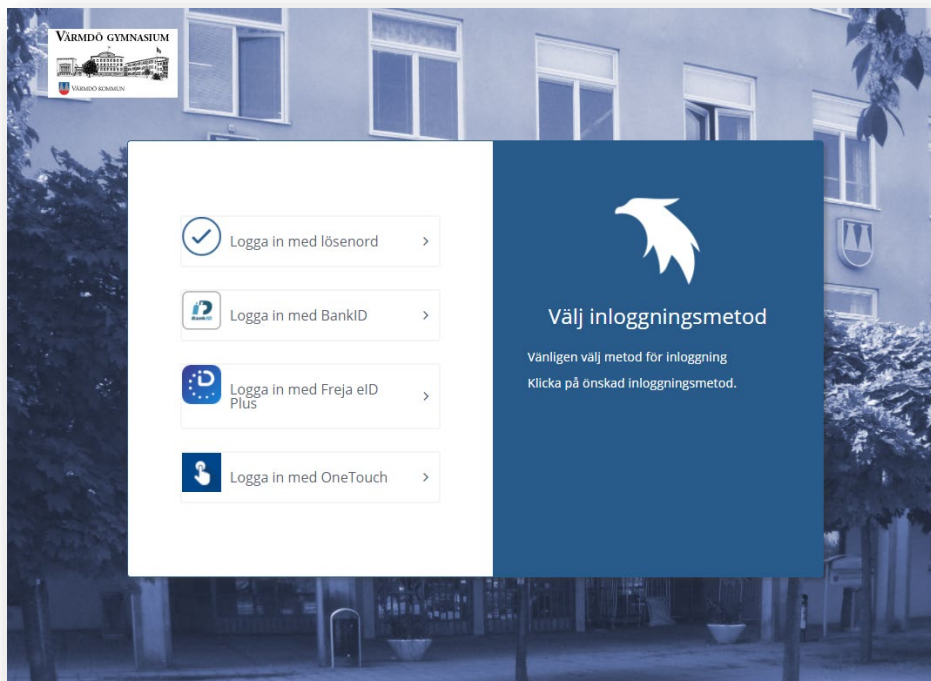 VÄRMDÖ GYMNASIUM
VÄRMDÖ KOMMUN
Logga in med lösenord
BankID
Logga in med BankID
Logga in med Freja eID
Plus
Logga in med OneTouch
Välj inloggningsmetod
Vänligen välj metod för inloggning
Klicka på önskad inloggningsmetod.